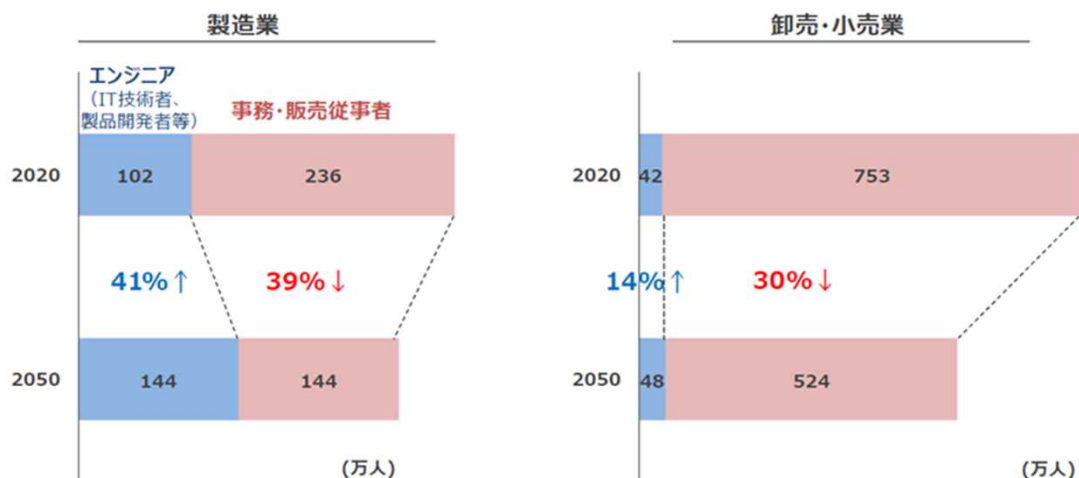 製造業
エンジニア
（IT技術者、
製品開発者等）
事務・販売従事者
2020
102
236
41%↑
39%↓
2050
144
144
(万人)
卸売・小売業
2020
42
753
14%↑
30%↓
2050
48
524
(万人)